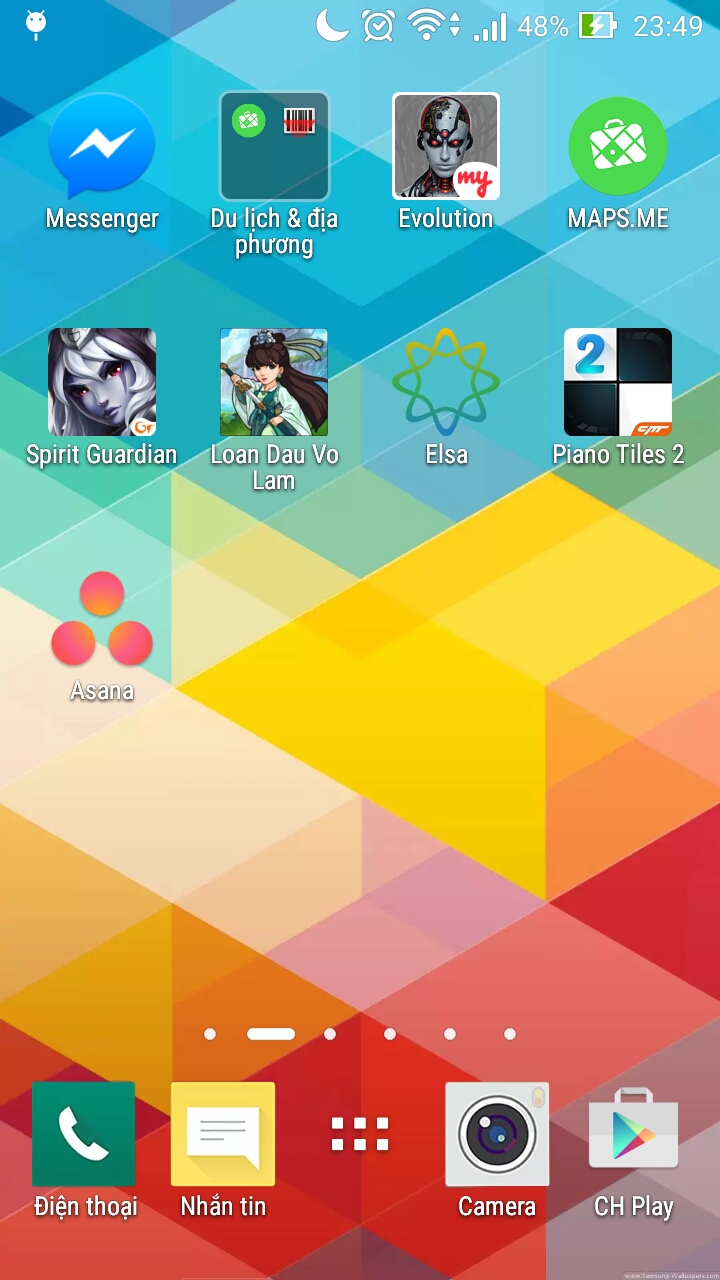 48% 23:49
my
Messenger
Du lịch & địa
phương
Evolution
MAPS.ME
2
Spirit Guardian
Loan Dau Vo
Lam
Elsa
Piano Tiles 2
Asana
Điện thoại
Nhắn tin
Camera
CH Play
www.Samsung-Wallpapers.com